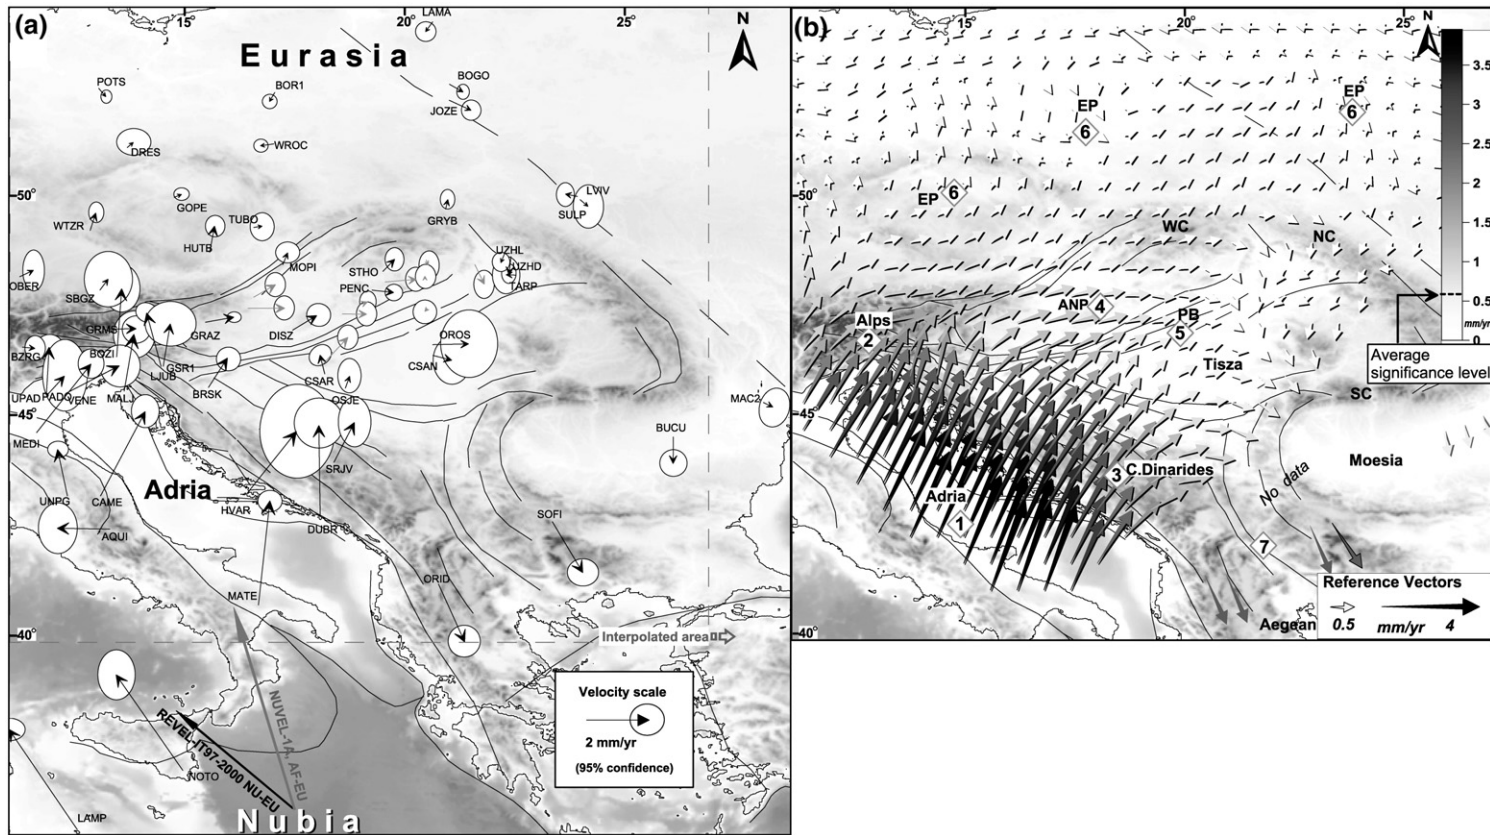 (a)
15°
20°
25°
LAMA
N
Eurasia
POTS
BOR1
BOGO
JOZE
DRES
WROC
50°
GOPE
LVIV
SULP
WTZR
TUBO
GRYB
HUTB
OBER
MOPI
STHO
UZHL
UZHD
SBGZ
PENC
TARP
GRMS
GRAZ
DISZ
OROS
BZRG
BOZI
GSR1
CSAN
LJUB
CSAR
UPAD
PADO
VENE
MALJ
BRSK
OSJE
MAC2
45°
MEDI
BUCU
SRJV
Adria
UNPG
CAME
HVAR
DUBR
SOFI
AQUI
ORID
MATE
40°
Interpolated area
NUVEL-1A, AF-EU
REVEL-IT97-2000 NU-EU
Velocity scale
2 mm/yr
(95% confidence)
NOTO
LAMP
Nubia
(b)
15°
20°
25°
N
3.5
3
2.5
2
1.5
1
0.5
mm/yr
0
EP
6
EP
6
50°
EP
6
WC
NC
ANP
4
PB
5
Alps
2
Average
significance level
Tisza
SC
45°
Moesia
3
C.Dinarides
No data
Adria
1
7
Reference Vectors
0.5
mm/yr
4
Aegean
40°